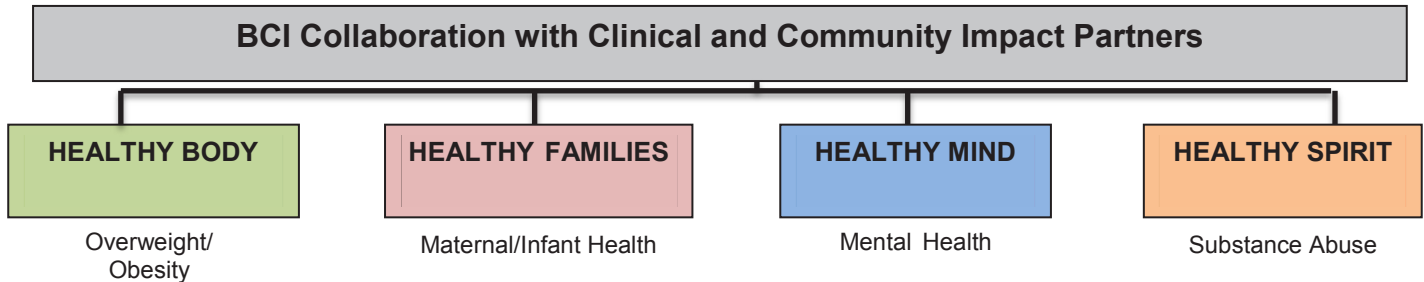 BCI Collaboration with Clinical and Community Impact Partners
HEALTHY BODY
HEALTHY FAMILIES
HEALTHY MIND
HEALTHY SPIRIT
Overweight/
Obesity
Maternal/Infant Health
Mental Health
Substance Abuse